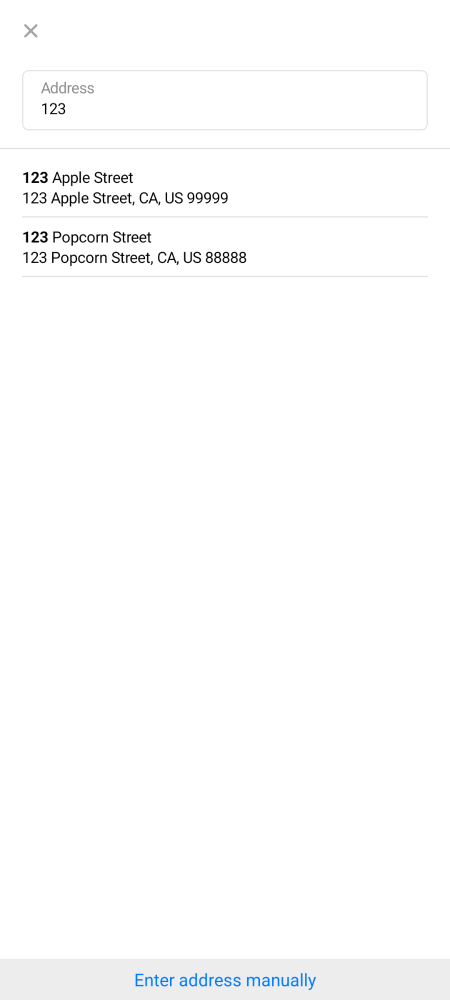 Address
123
123 Apple Street
123 Apple Street, CA, US 99999
123 Popcorn Street
123 Popcorn Street, CA, US 88888
Enter address manually